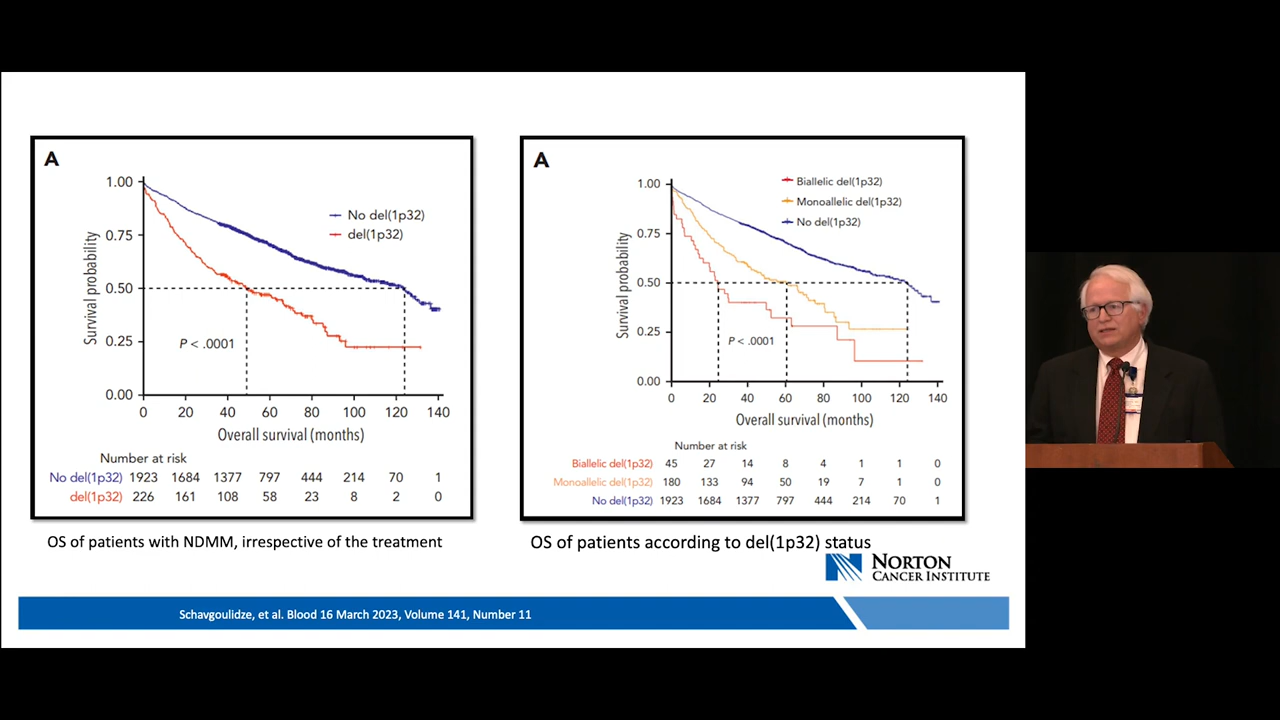 A
1.00
0.75
0.50
0.25
0.00
Survival probability
No del(1p32)
del(1p32)
P < .0001
0 20 40 60 80 100 120 140
Overall survival (months)
Number at risk
No del(1p32) 1923 1684 1377 797 444 214 70 1
del(1p32) 226 161 108 58 23 8 2 0
OS of patients with NDMM, irrespective of the treatment
A
1.00
0.75
0.50
0.25
0.00
Survival probability
Biallelic del(1p32)
Monoallelic del(1p32)
No del(1p32)
P < .0001
0 20 40 60 80 100 120 140
Overall survival (months)
Number at risk
Biallelic del(1p32) 45 27 14 8 4 1 1 0
Monoallelic del(1p32) 180 133 94 50 19 7 1 0
No del(1p32) 1923 1684 1377 797 444 214 70 1
OS of patients according to del(1p32) status
NORTON
CANCER INSTITUTE
Schavgoulidze, et al. Blood 16 March 2023, Volume 141, Number 11